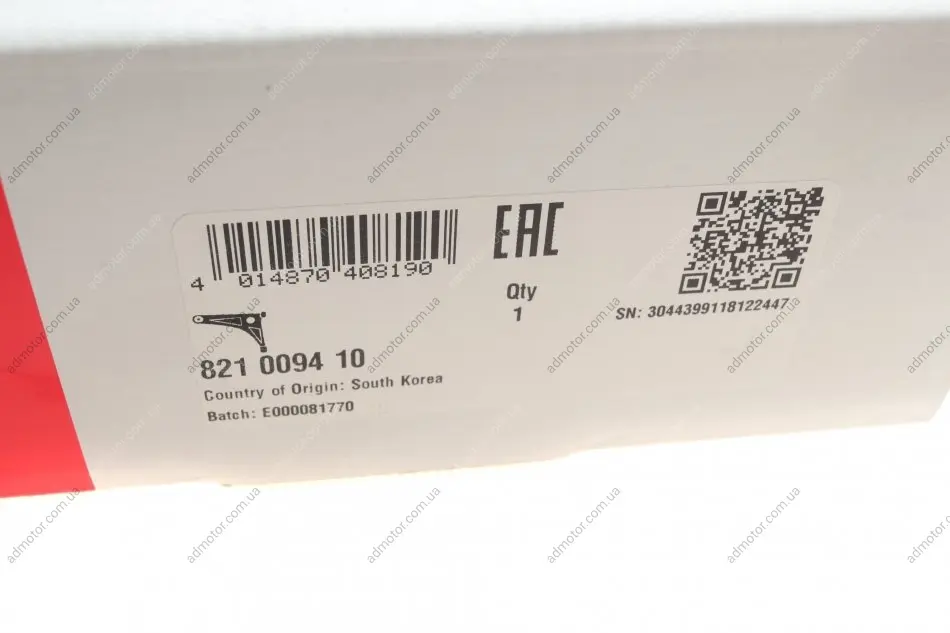 4 014870 408190
EAC
Qty
1
SN: 3044399118122447
821 0094 10
Country of Origin: South Korea
Batch: E000081770
admotor.com.ua